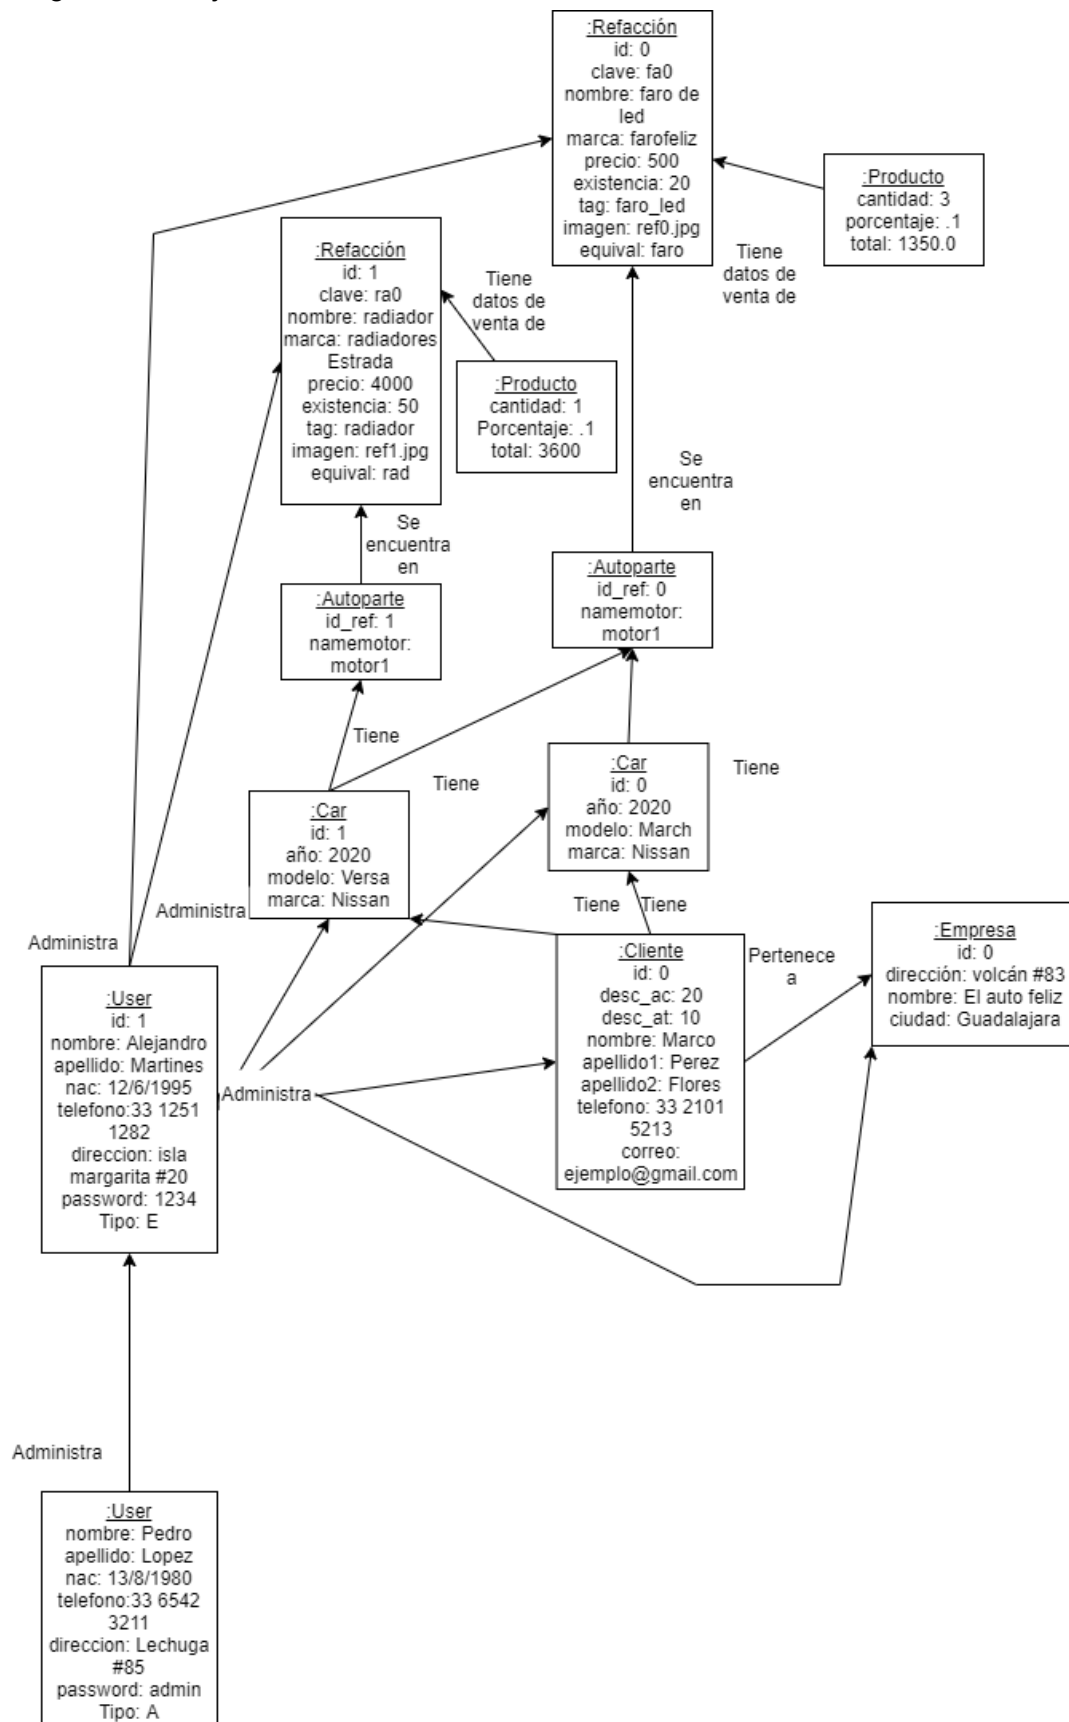 :Refacción
id: 0
clave: fa0
nombre: faro de
led
marca: farofeliz
precio: 500
existencia: 20
tag: faro_led
imagen: ref0.jpg
equival: faro
:Producto
cantidad: 3
porcentaje: .1
total: 1350.0
Tiene
datos de
venta de
:Refacción
id: 1
clave: ra0
nombre: radiador
marca: radiadores
Estrada
precio: 4000
existencia: 50
tag: radiador
imagen: ref1.jpg
equival: rad
Tiene
datos de
venta de
:Producto
cantidad: 1
Porcentaje: .1
total: 3600
Se
encuentra
en
Se
encuentra
en
:Autoparte
id_ref: 1
namemotor:
motor1
:Autoparte
id_ref: 0
namemotor:
motor1
Tiene
Tiene
Tiene
:Car
id: 1
año: 2020
modelo: Versa
marca: Nissan
:Car
id: 0
año: 2020
modelo: March
marca: Nissan
Administra
Administra
Tiene
Tiene
:Cliente
id: 0
desc_ac: 20
desc_at: 10
nombre: Marco
apellido1: Perez
apellido2: Flores
telefono: 33 2101
5213
correo:
ejemplo@gmail.com
Pertenece
a
:Empresa
id: 0
dirección: volcán #83
nombre: El auto feliz
ciudad: Guadalajara
:User
id: 1
nombre: Alejandro
apellido: Martines
nac: 12/6/1995
telefono:33 1251
1282
direccion: isla
margarita #20
password: 1234
Tipo: E
Administra
Administra
:User
nombre: Pedro
apellido: Lopez
nac: 13/8/1980
telefono:33 6542
3211
direccion: Lechuga
#85
password: admin
Tipo: A